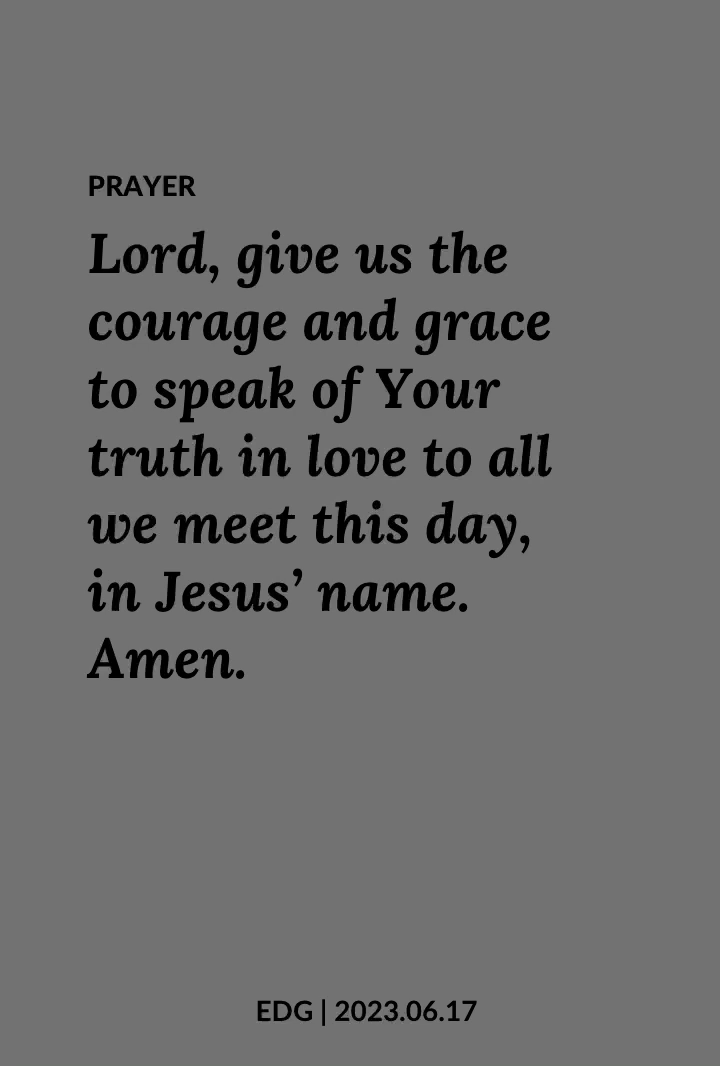 PRAYER
Lord, give us the
courage and grace
to speak of Your
truth in love to all
we meet this day,
in Jesus’ name.
Amen.
EDG | 2023.06.17